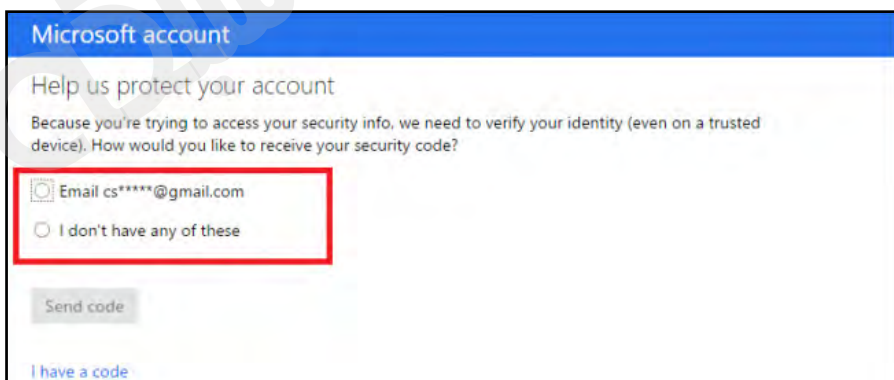 Microsoft account
Help us protect your account
Because you're trying to access your security info, we need to verify your identity (even on a trusted
device). How would you like to receive your security code?
Email cs*****@gmail.com
I don't have any of these
Send code
I have a code